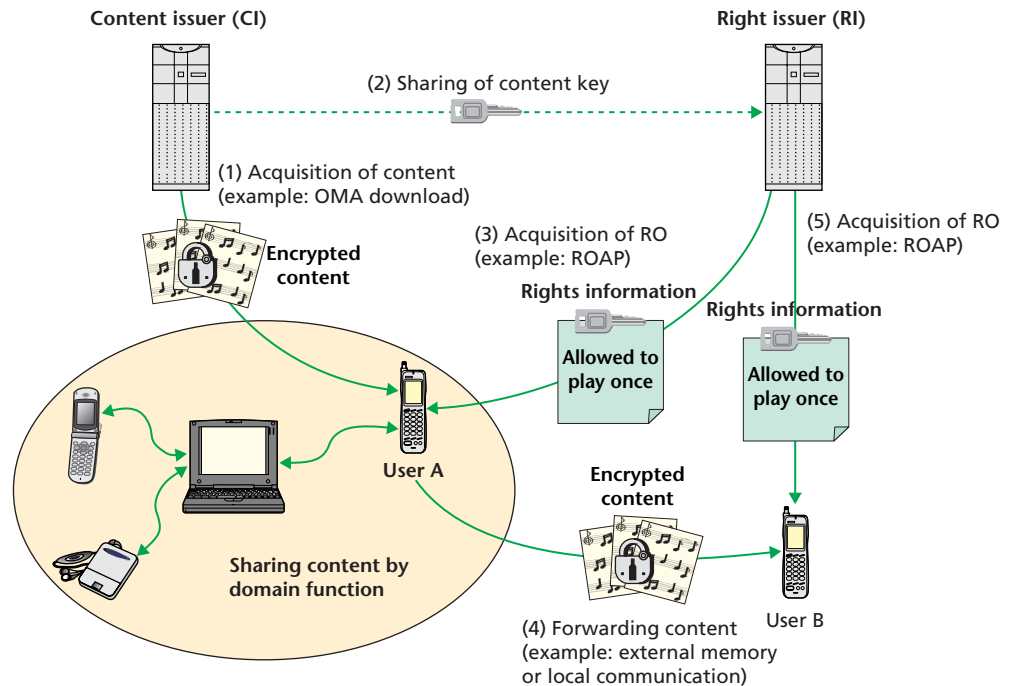 Content issuer (CI)
Right issuer (RI)
(2) Sharing of content key
(1) Acquisition of content
(example: OMA download)
Encrypted
content
(3) Acquisition of RO
(example: ROAP)
(5) Acquisition of RO
(example: ROAP)
Rights information
Allowed to
play once
Rights information
Allowed to
play once
User A
Encrypted
content
Sharing content by
domain function
User B
(4) Forwarding content
(example: external memory
or local communication)